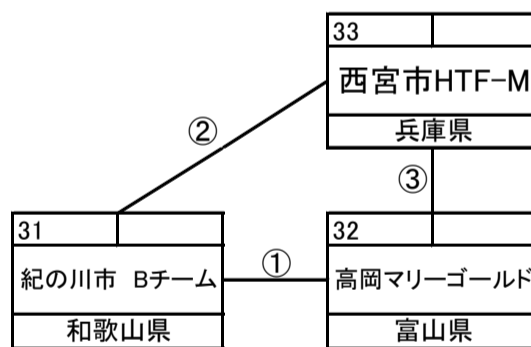 33
西宮市HTF-M
兵庫県
②
③
31
紀の川市 Bチーム
和歌山県
①
32
高岡マリーゴールド
富山県